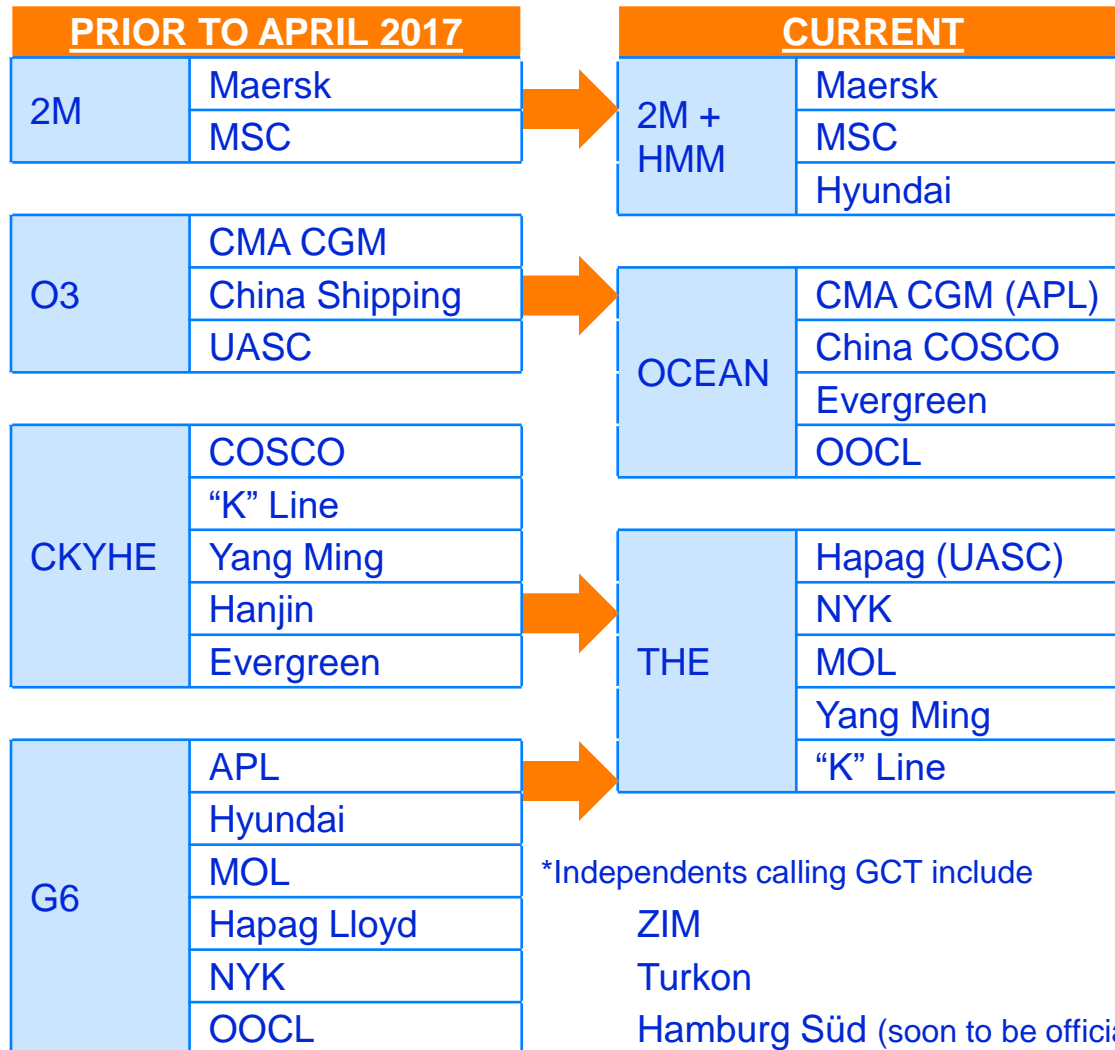 PRIOR TO APRIL 2017
2M
Maersk
MSC
O3
CMA CGM
China Shipping
UASC
CKYHE
COSCO
“K” Line
Yang Ming
Hanjin
Evergreen
G6
APL
Hyundai
MOL
Hapag Lloyd
NYK
OOCL
CURRENT
2M +
HMM
Maersk
MSC
Hyundai
OCEAN
CMA CGM (APL)
China COSCO
Evergreen
OOCL
THE
Hapag (UASC)
NYK
MOL
Yang Ming
“K” Line
*Independents calling GCT include
ZIM
Turkon
Hamburg Süd (soon to be